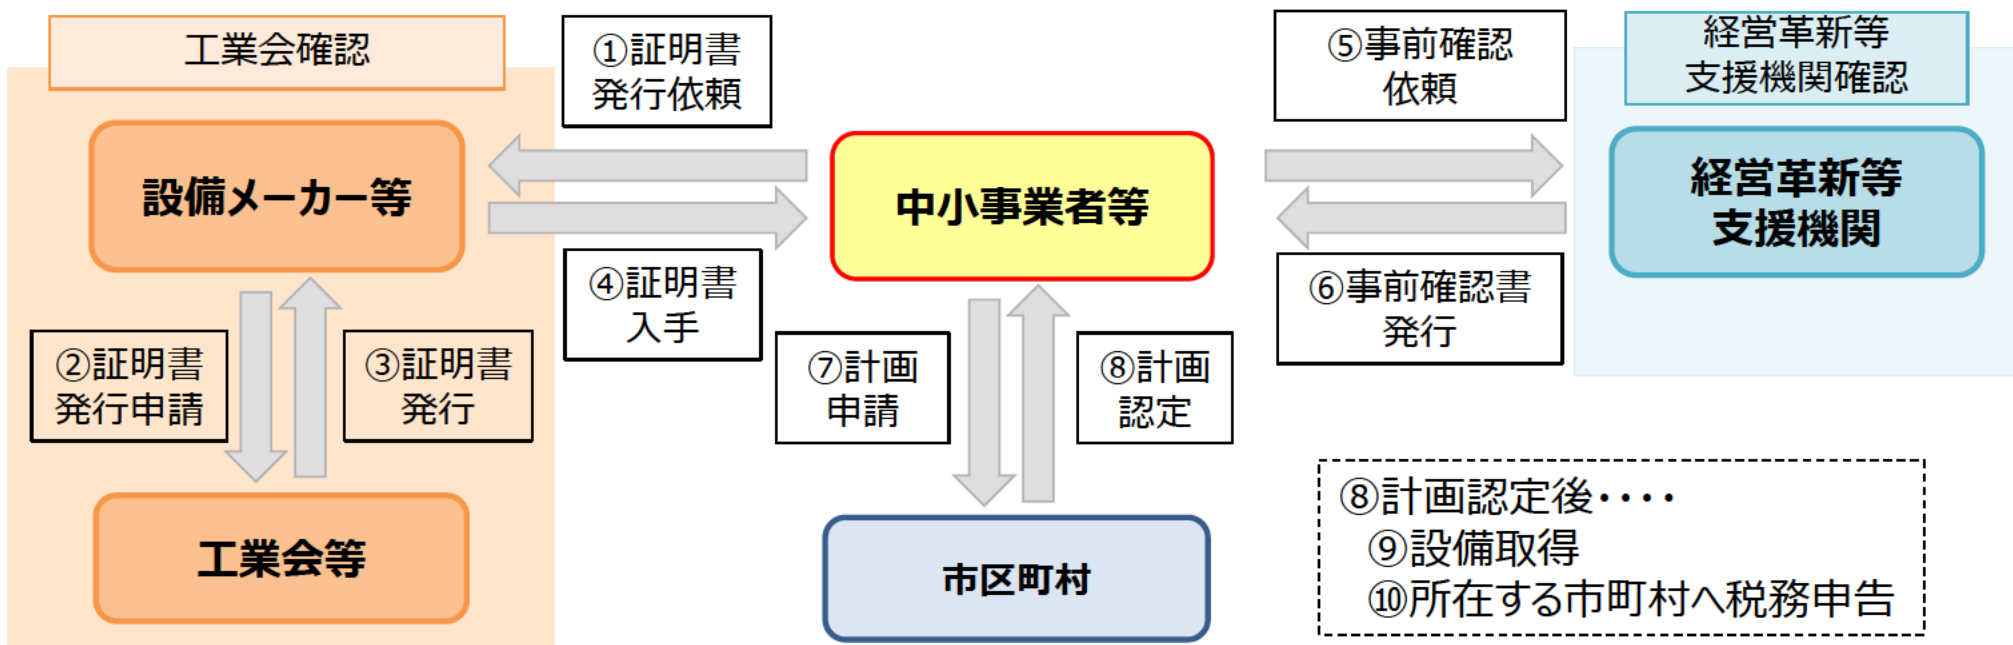 工業会確認
①証明書
発行依頼
⑤事前確認
依頼
経営革新等
支援機関確認
設備メーカー等
中小事業者等
経営革新等
支援機関
④証明書
入手
⑥事前確認書
発行
②証明書
発行申請
③証明書
発行
⑦計画
申請
⑧計画
認定
工業会等
市区町村
⑧計画認定後････
⑨設備取得
⑩所在する市町村へ税務申告